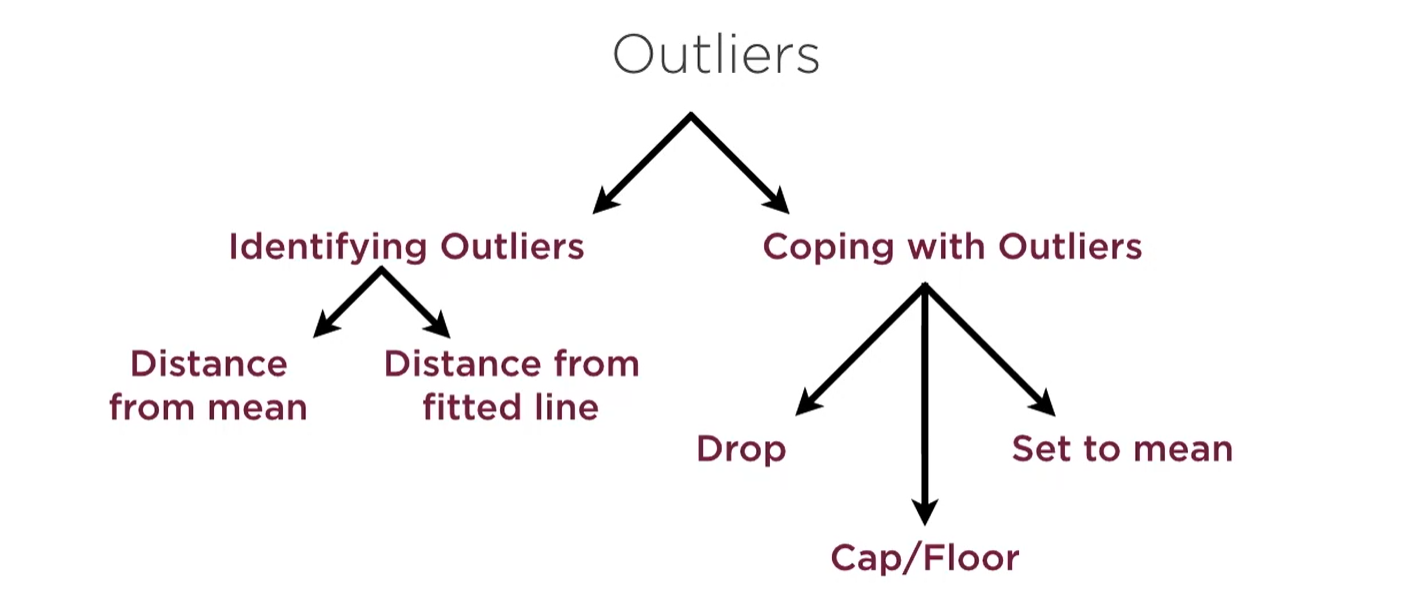 Outliers
Identifying Outliers
Coping with Outliers
Distance
from mean
Distance from
fitted line
Drop
Set to mean
Cap/Floor